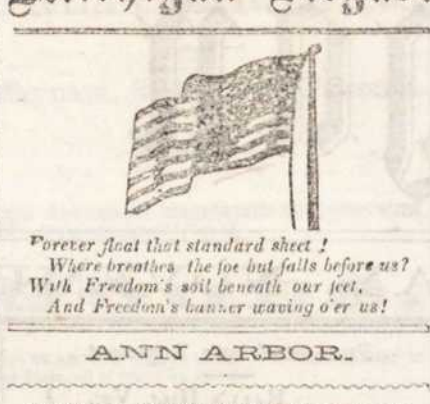 Forever float that standard sheet !
Where breathes the foe but falls before us?
With Freedom's soil beneath our feet,
And Freedom's banner waving o'er us!
ANN ARBOR.